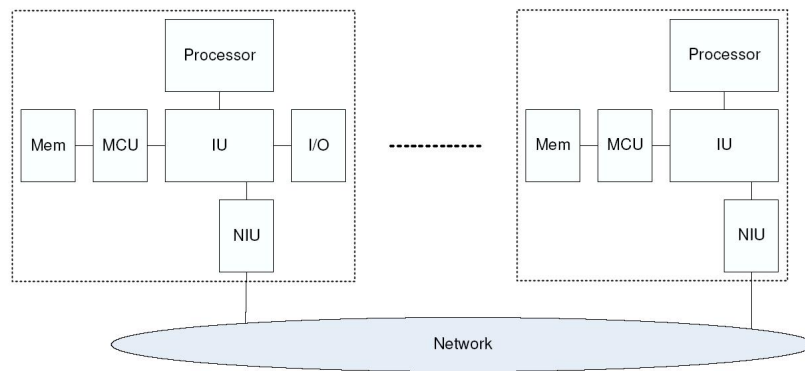 Processor
Mem
MCU
IU
I/O
NIU
Processor
Mem
MCU
IU
NIU
Network